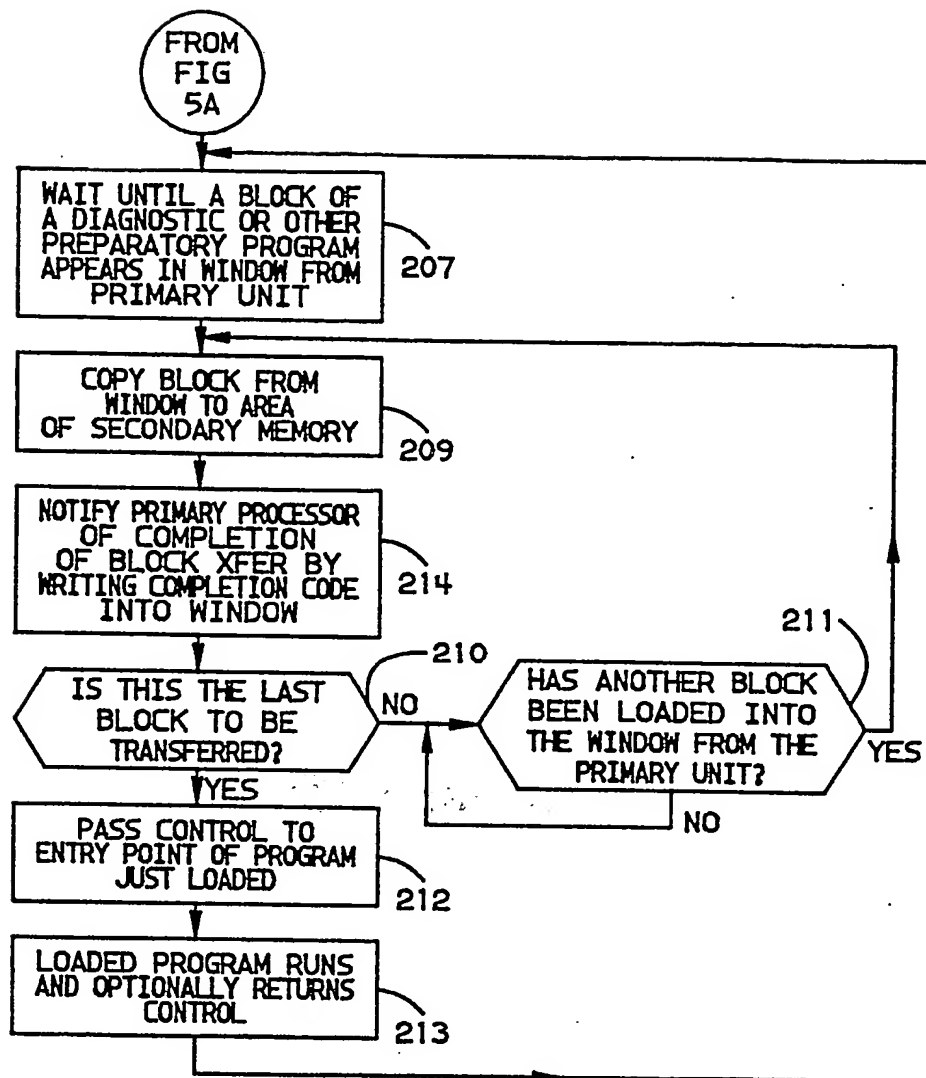 FROM
FIG
5A
WAIT UNTIL A BLOCK OF
A DIAGNOSTIC OR OTHER
PREPARATORY PROGRAM
APPEARS IN WINDOW FROM
PRIMARY UNIT
207
COPY BLOCK FROM
WINDOW TO AREA
OF SECONDARY MEMORY
209
NOTIFY PRIMARY PROCESSOR
OF COMPLETION
OF BLOCK XFER BY
WRITING COMPLETION CODE
INTO WINDOW
214
IS THIS THE LAST
BLOCK TO BE
TRANSFERRED?
210
NO
HAS ANOTHER BLOCK
BEEN LOADED INTO
THE WINDOW FROM THE
PRIMARY UNIT?
211
YES
NO
YES
PASS CONTROL TO
ENTRY POINT OF PROGRAM
JUST LOADED
212
LOADED PROGRAM RUNS
AND OPTIONALLY RETURNS
CONTROL
213